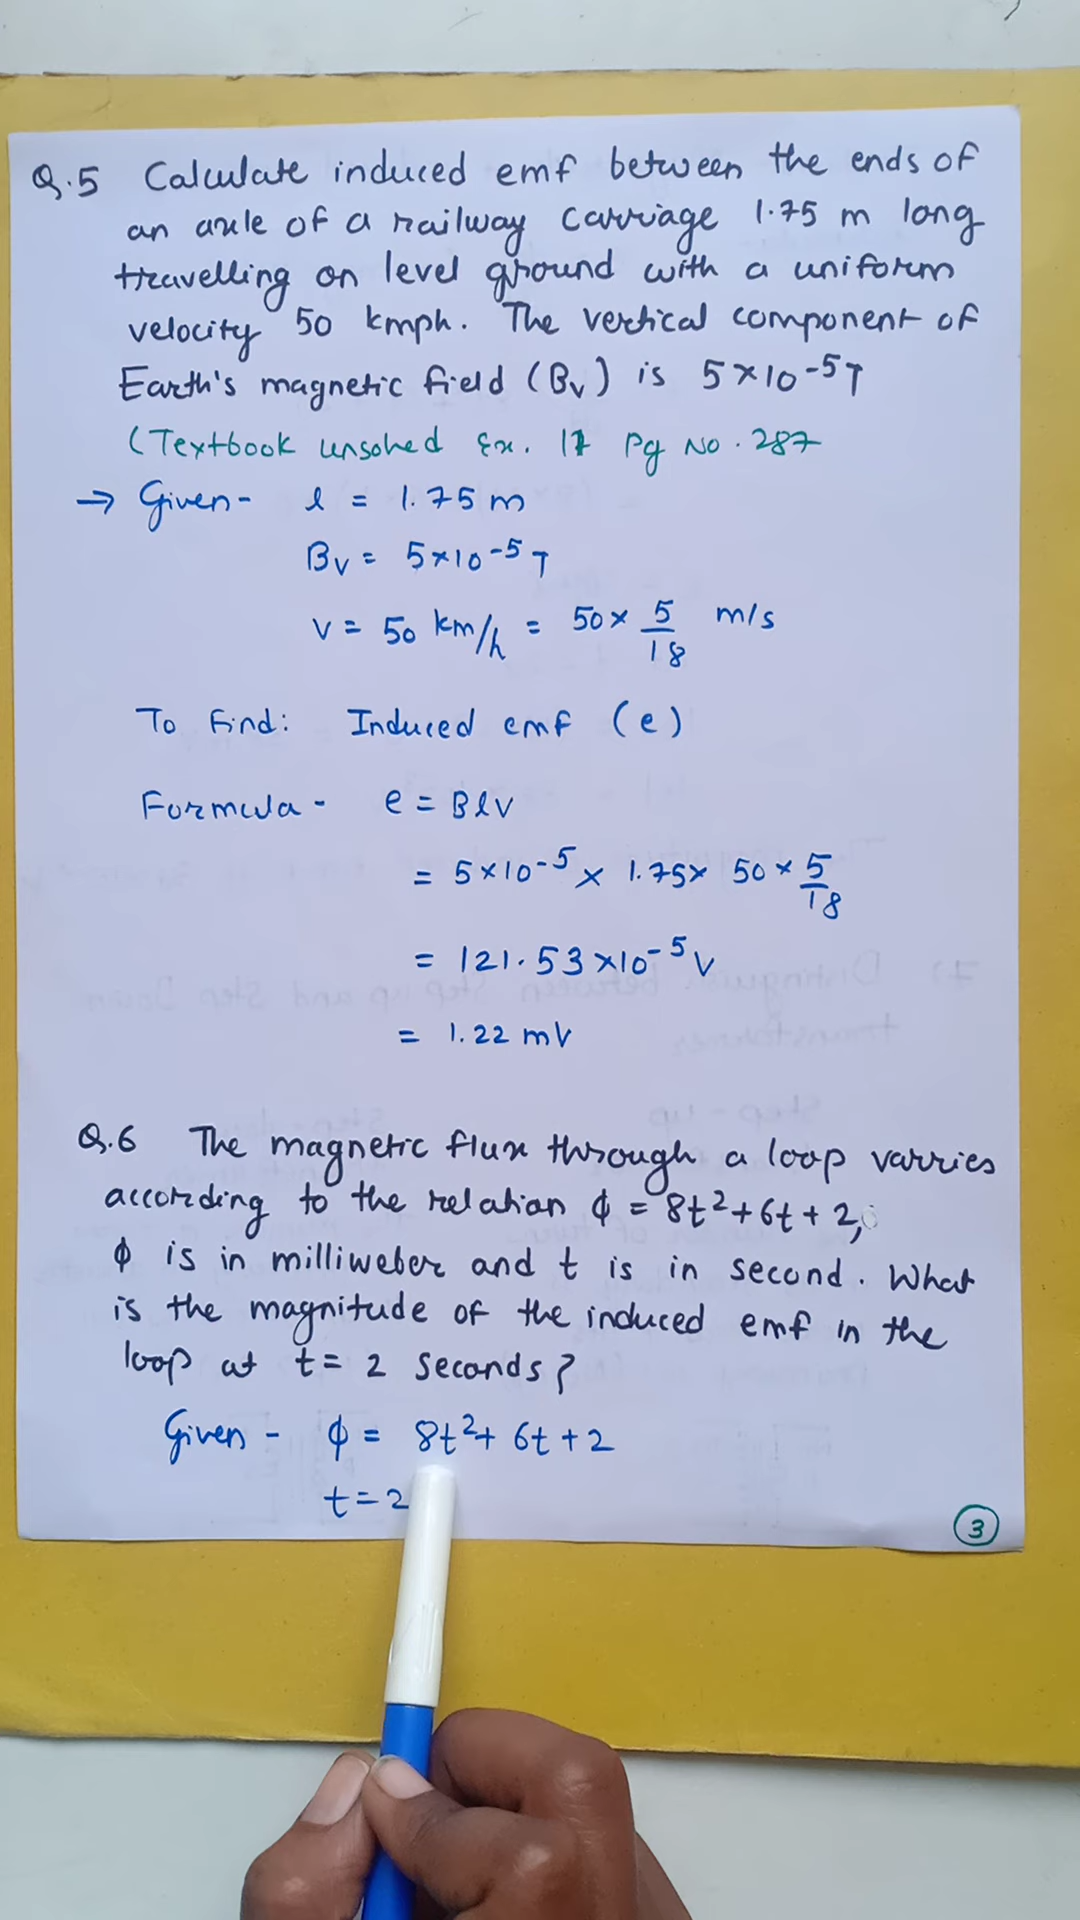 Q.5 Calculate induced emf between the ends of
an axle of a railway carriage 1.75 m long
travelling on level ground with a uniform
velocity 50 kmph. The vertical component of
Earth's magnetic field (Bv) is 5×10⁻⁵T
(Textbook unsolved Ex. 17 Pg No. 287
→ Given- l = 1.75 m
Bv = 5×10⁻⁵ T
v = 50 km/h = 50 × 5/18 m/s
To Find: Induced emf (e)
Formula - e = Blv
= 5×10⁻⁵ × 1.75 × 50 × 5/18
= 121.53 ×10⁻⁵ V
= 1.22 mV
Q.6 The magnetic flux through a loop varries
according to the relation ϕ = 8t² + 6t + 2,
ϕ is in milliweber and t is in second. What
is the magnitude of the induced emf in the
loop at t = 2 seconds?
Given - ϕ = 8t² + 6t + 2
t = 2
3